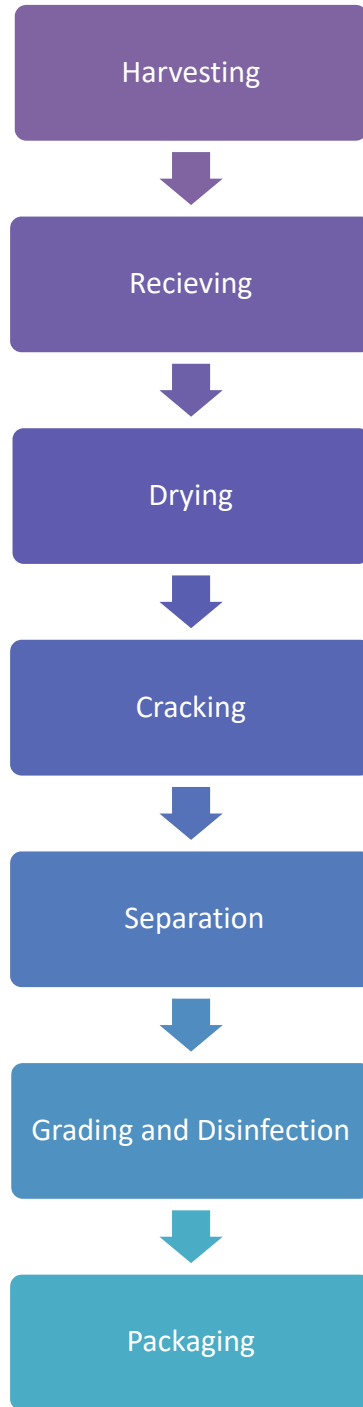 Harvesting
Recieving
Drying
Cracking
Separation
Grading and Disinfection
Packaging